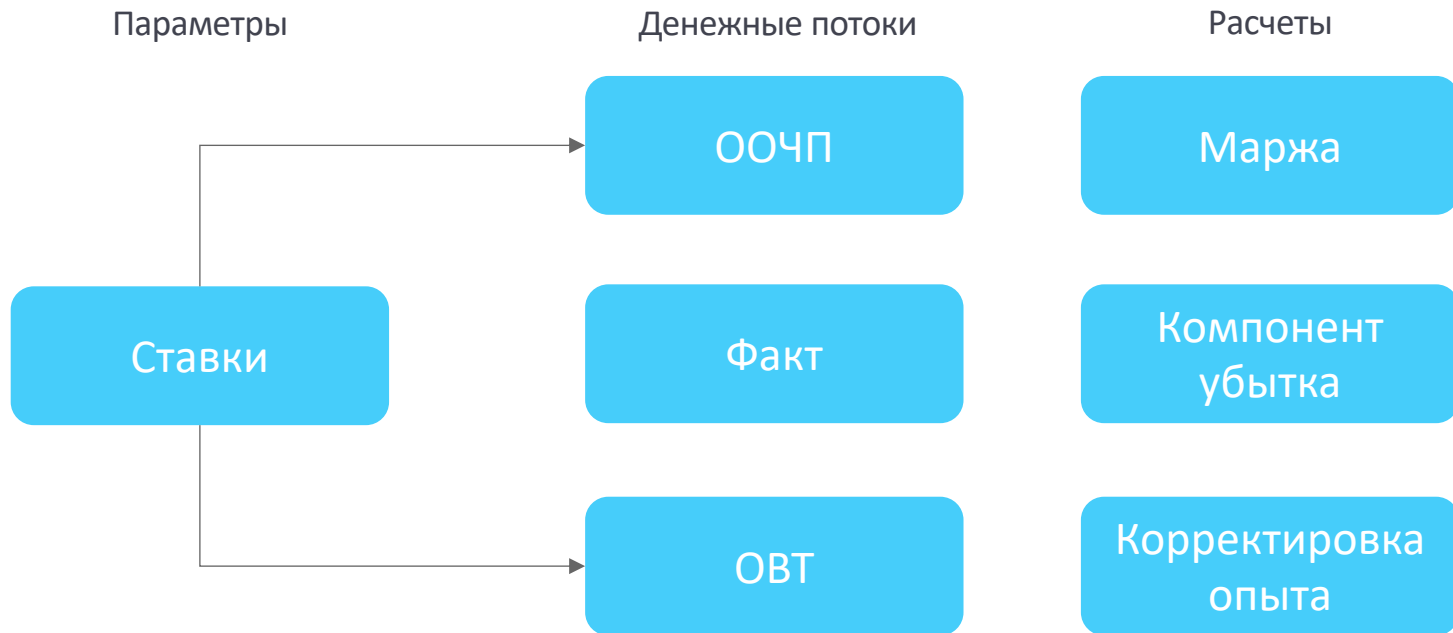 Параметры
Денежные потоки
Расчеты
ООЧП
Маржа
Ставки
Факт
Компонент
убытка
ОВТ
Корректировка
опыта